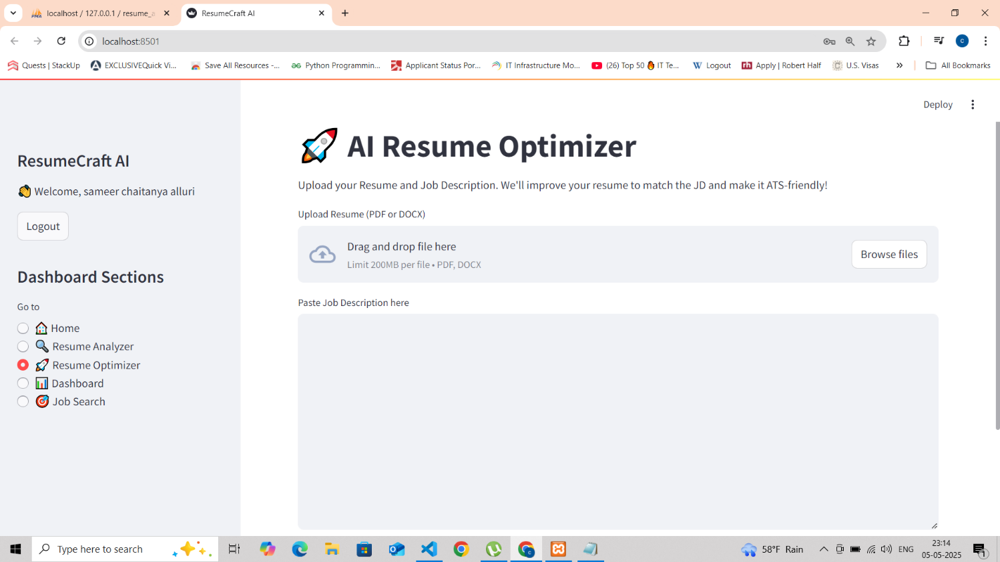 localhost / 127.0.0.1 / resume_a
ResumeCraft AI
localhost:8501
Quests | StackUp
EXCLUSIVEQuick Vi...
Save All Resources -...
Python Programmin...
Applicant Status Por...
IT Infrastructure Mo...
(26) Top 50 🔥 IT Te...
Logout
Apply | Robert Half
U.S. Visas
All Bookmarks
Deploy
ResumeCraft AI
👋 Welcome, sameer chaitanya alluri
Logout
Dashboard Sections
Go to
🏠 Home
🔍 Resume Analyzer
🚀 Resume Optimizer
📊 Dashboard
🎯 Job Search
🚀 AI Resume Optimizer
Upload your Resume and Job Description. We'll improve your resume to match the JD and make it ATS-friendly!
Upload Resume (PDF or DOCX)
Drag and drop file here
Limit 200MB per file • PDF, DOCX
Browse files
Paste Job Description here
Type here to search
58°F Rain
ENG
23:14
05-05-2025
1